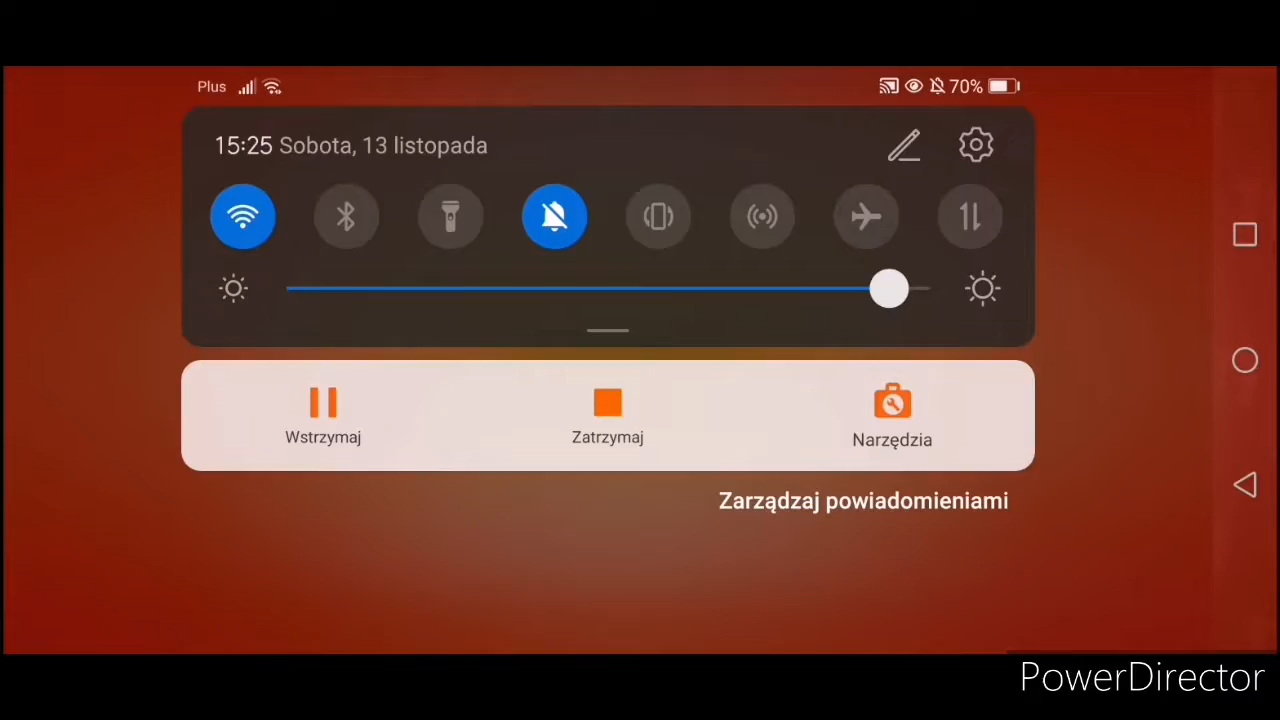 Plus 70%
15:25 Sobota, 13 listopada
Wstrzymaj Zatrzymaj Narzędzia
Zarządzaj powiadomieniami
PowerDirector